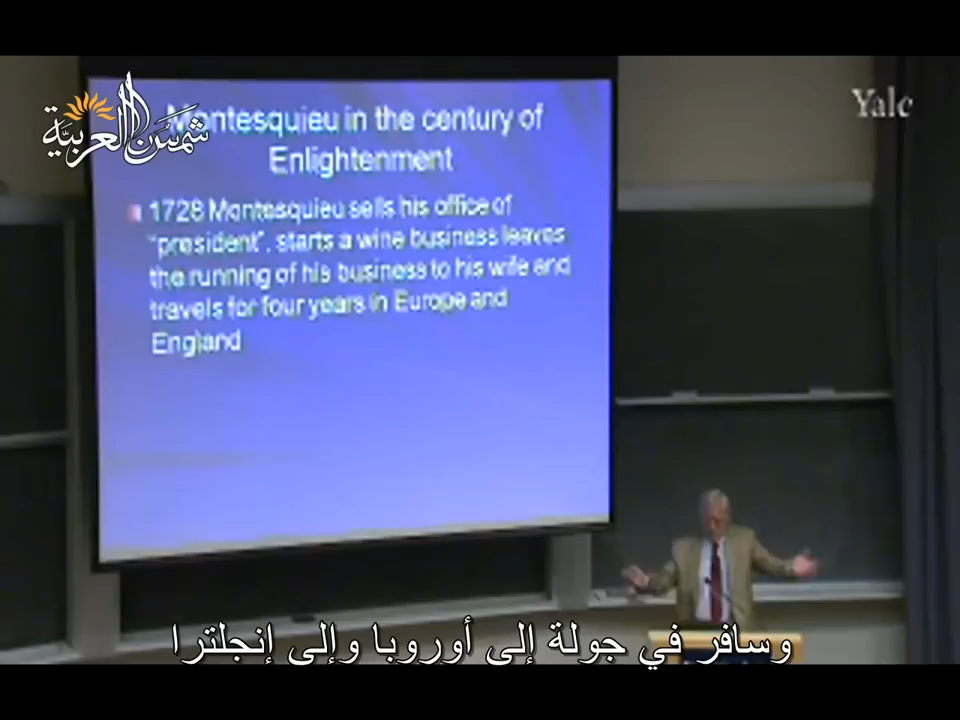 شمس العربية
Yale
Montesquieu in the century of
Enlightenment
1728 Montesquieu sells his office of
"president", starts a wine business leaves
the running of his business to his wife and
travels for four years in Europe and
England
وسافر في جولة إلى أوروبا وإلى إنجلترا